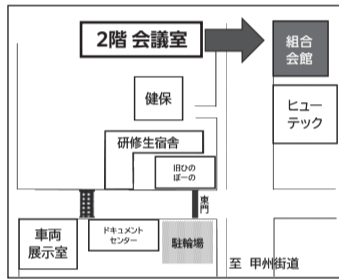 2階 会議室
組合
会館
健保
ヒュー
テック
研修生宿舎
旧ひの
ぼーの
東門
車両
展示室
ドキュメント
センター
駐輪場
至 甲州街道